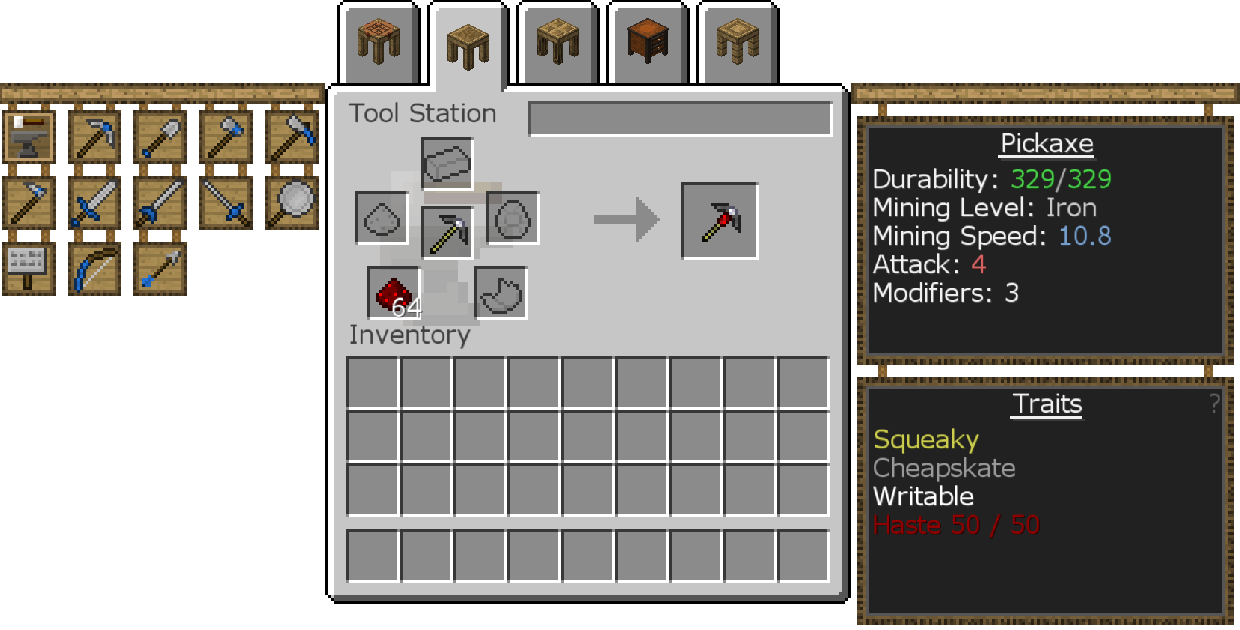 Tool Station
64
Inventory
Pickaxe
Durability: 329/329
Mining Level: Iron
Mining Speed: 10.8
Attack: 4
Modifiers: 3
Traits
?
Squeaky
Cheapskate
Writable
Haste 50 / 50